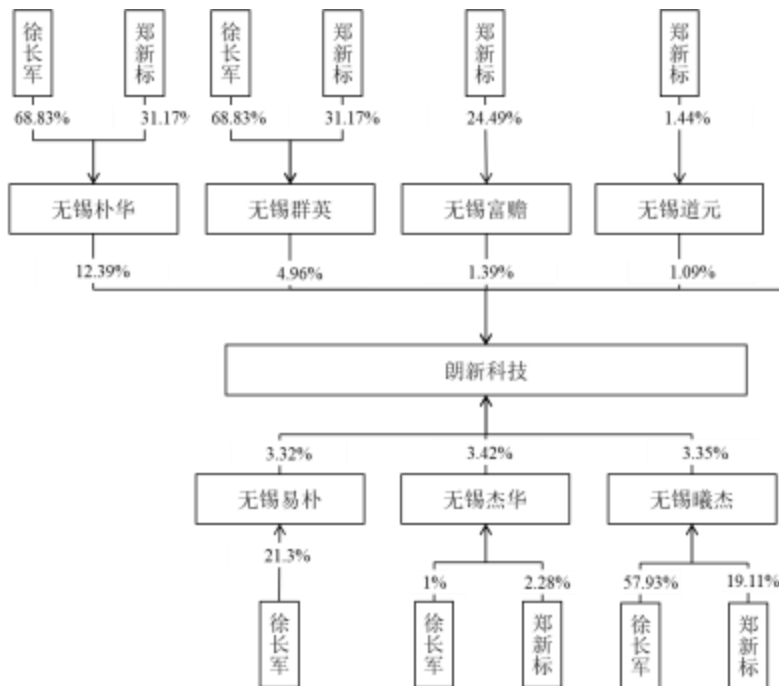 徐长军 郑新标 徐长军 郑新标 郑新标 郑新标
68.83% 31.17% 68.83% 31.17% 24.49% 1.44%
无锡朴华 无锡群英 无锡富赡 无锡道元
12.39% 4.96% 1.39% 1.09%
朗新科技
3.32% 3.42% 3.35%
无锡易朴 无锡杰华 无锡曦杰
21.3% 1% 2.28% 57.93% 19.11%
徐长军 徐长军 郑新标 徐长军 郑新标